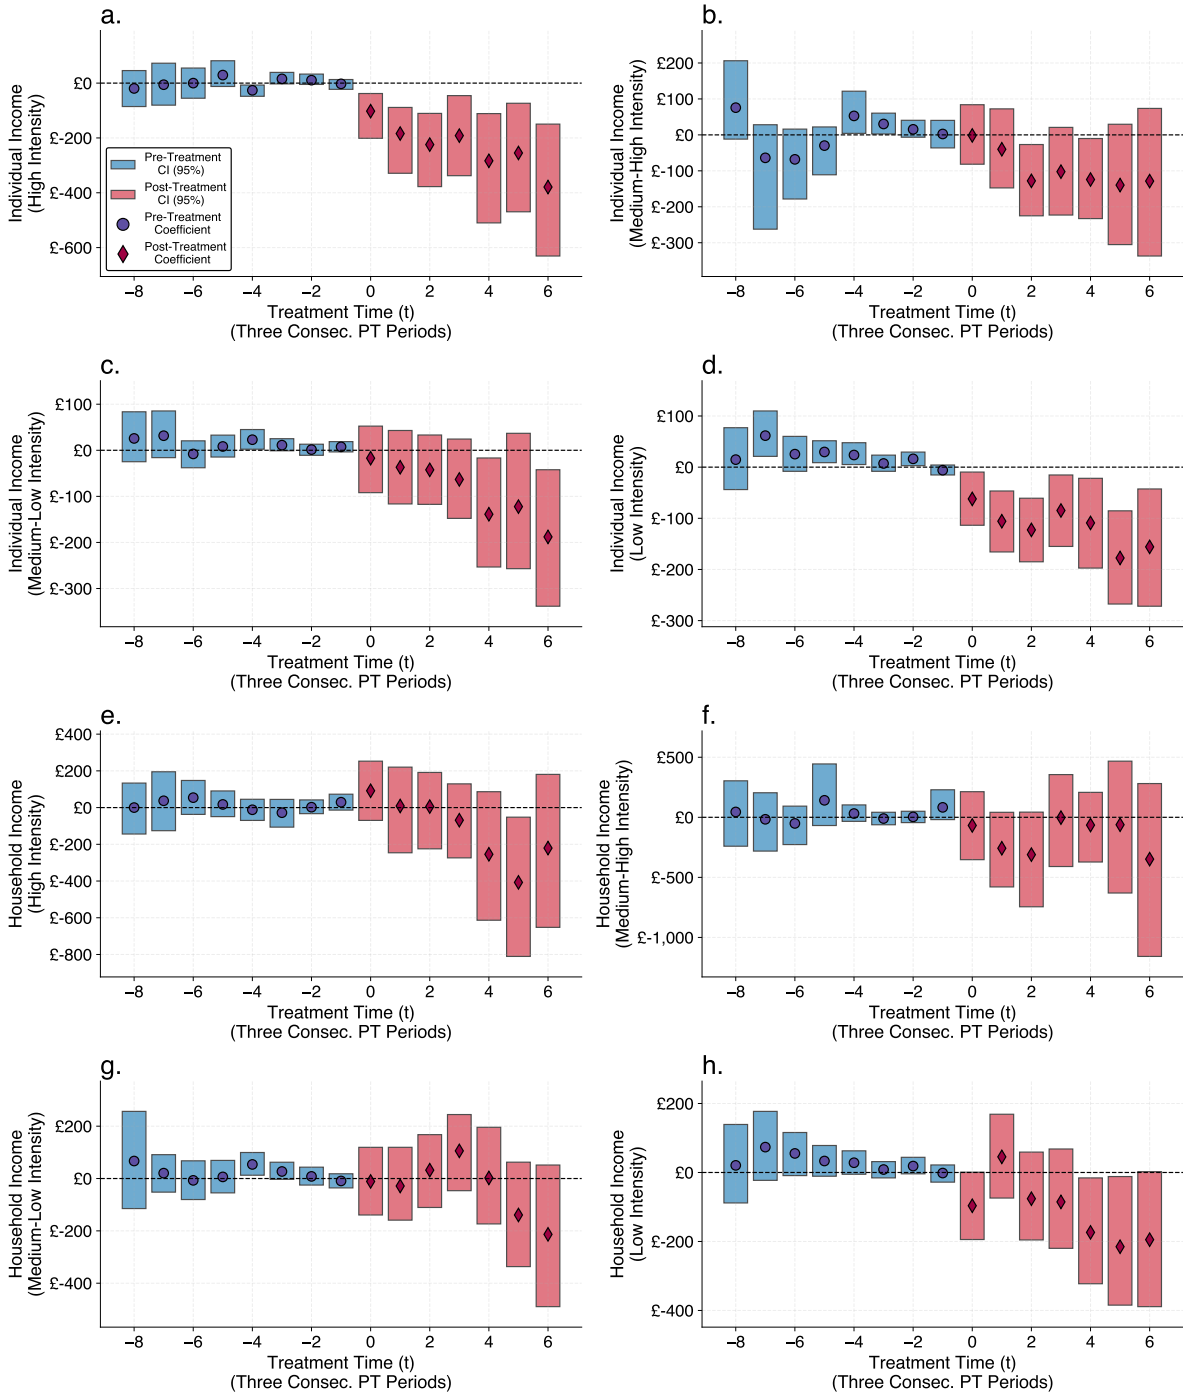 a.
£0
£-200
£-400
£-600
Individual Income
(High Intensity)
Pre-Treatment
CI (95%)
Post-Treatment
CI (95%)
Pre-Treatment
Coefficient
Post-Treatment
Coefficient
−8 −6 −4 −2 0 2 4 6
Treatment Time (t)
(Three Consec. PT Periods)
b.
£200
£100
£0
£-100
£-200
£-300
Individual Income
(Medium-High Intensity)
−8 −6 −4 −2 0 2 4 6
Treatment Time (t)
(Three Consec. PT Periods)
c.
£100
£0
£-100
£-200
£-300
Individual Income
(Medium-Low Intensity)
−8 −6 −4 −2 0 2 4 6
Treatment Time (t)
(Three Consec. PT Periods)
d.
£100
£0
£-100
£-200
£-300
Individual Income
(Low Intensity)
−8 −6 −4 −2 0 2 4 6
Treatment Time (t)
(Three Consec. PT Periods)
e.
£400
£200
£0
£-200
£-400
£-600
£-800
Household Income
(High Intensity)
−8 −6 −4 −2 0 2 4 6
Treatment Time (t)
(Three Consec. PT Periods)
f.
£500
£0
£-500
£-1,000
Household Income
(Medium-High Intensity)
−8 −6 −4 −2 0 2 4 6
Treatment Time (t)
(Three Consec. PT Periods)
g.
£200
£0
£-200
£-400
Household Income
(Medium-Low Intensity)
−8 −6 −4 −2 0 2 4 6
Treatment Time (t)
(Three Consec. PT Periods)
h.
£200
£0
£-200
£-400
Household Income
(Low Intensity)
−8 −6 −4 −2 0 2 4 6
Treatment Time (t)
(Three Consec. PT Periods)